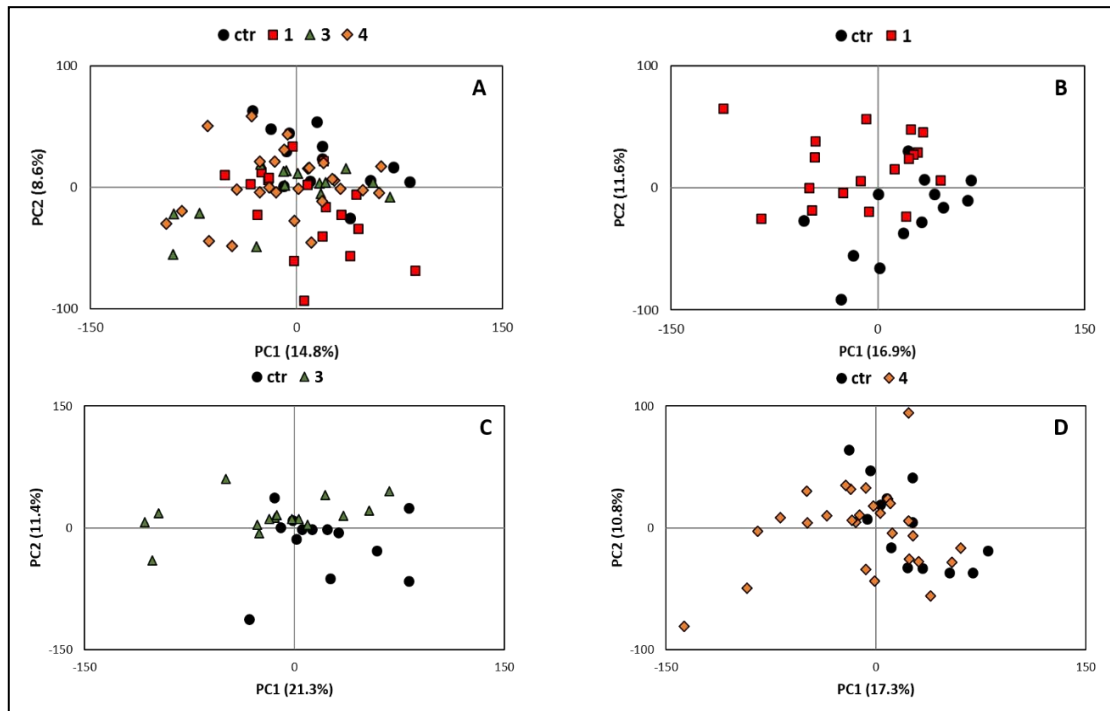 ctr 1 3 4
A
100
0
-100
-150 0 150
PC2 (8.6%)
PC1 (14.8%)
ctr 1
B
100
0
-100
-150 0 150
PC2 (11.6%)
PC1 (16.9%)
ctr 3
C
150
0
-150
-150 0 150
PC2 (11.4%)
PC1 (21.3%)
ctr 4
D
100
0
-100
-150 0 150
PC2 (10.8%)
PC1 (17.3%)